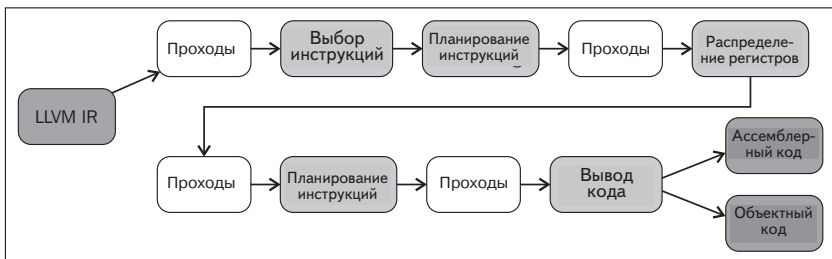 Проходы
Выбор
инструкций
Планирование
инструкций
Проходы
Распределе-
ние регистров
LLVM IR
Проходы
Планирование
инструкций
Проходы
Вывод
кода
Ассемблер-
ный код
Объектный
код